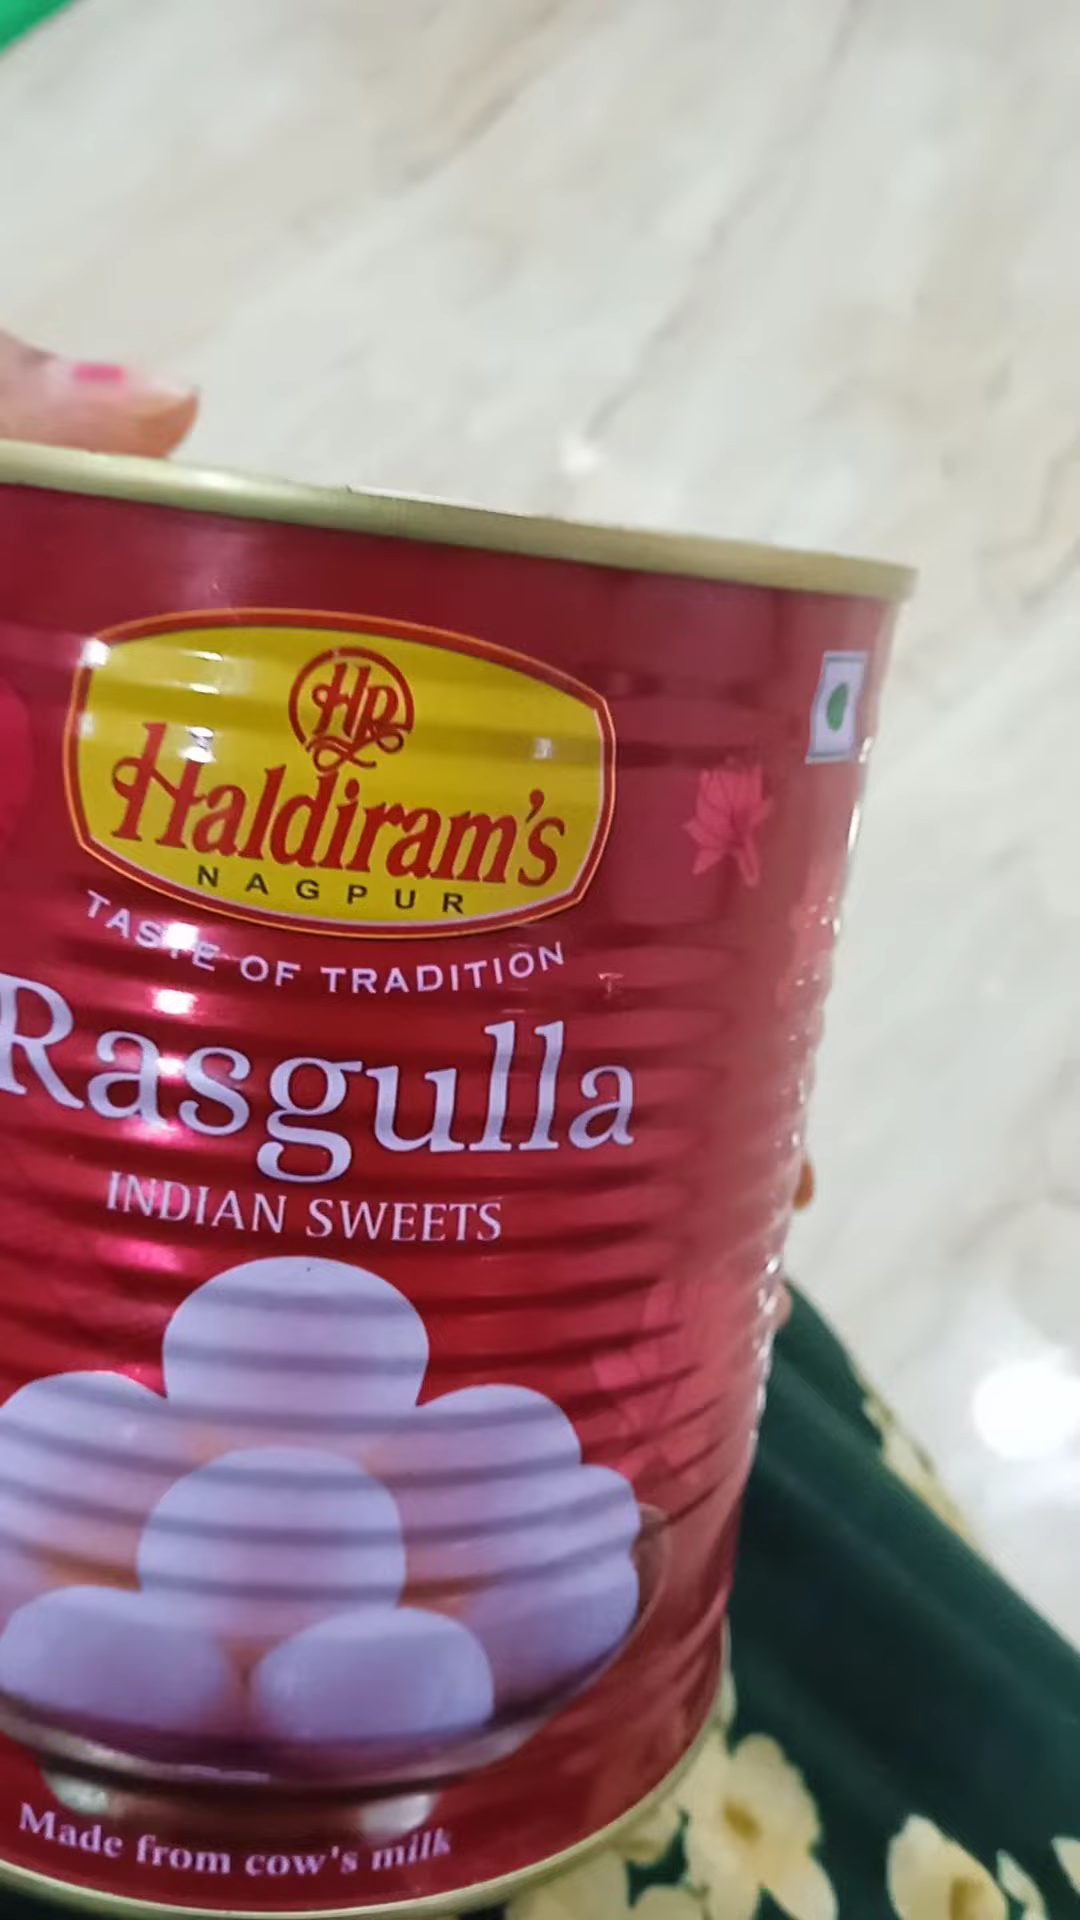 HR
Haldiram's
NAGPUR
TASTE OF TRADITION
Rasgulla
INDIAN SWEETS
Made from cow's milk